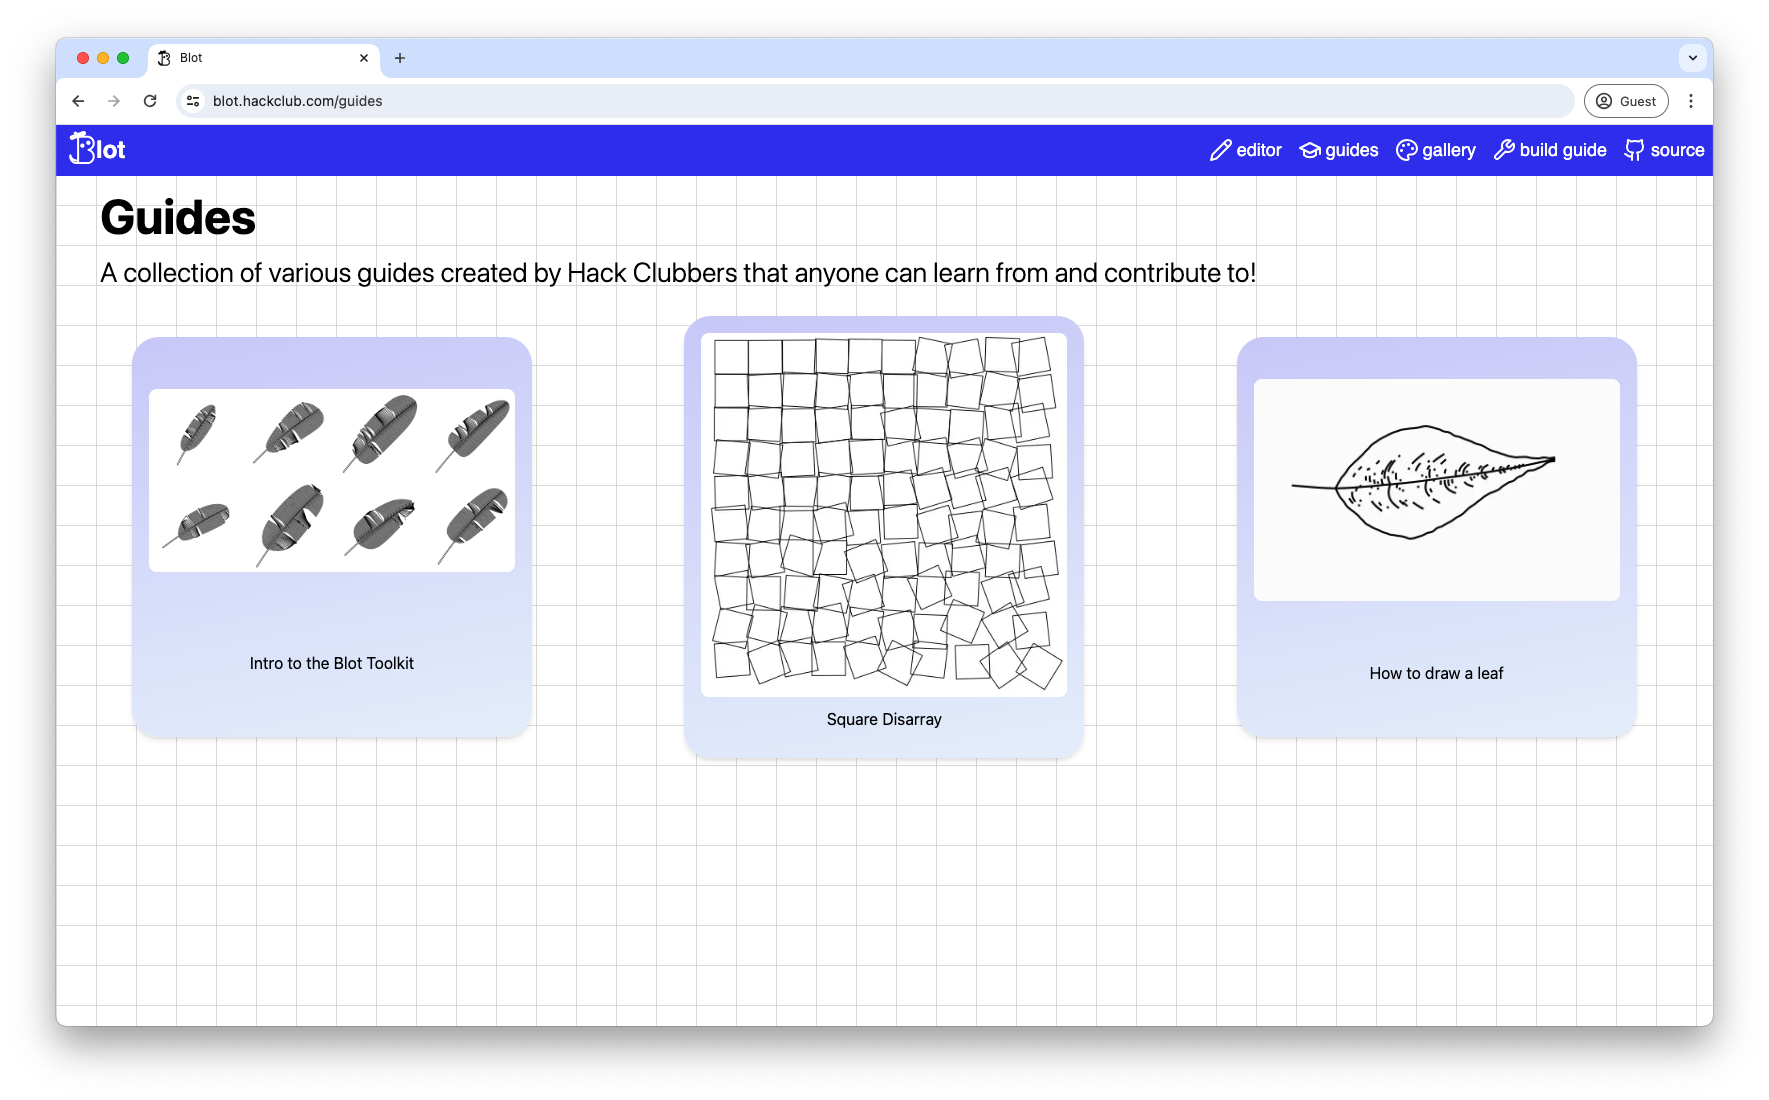 Blot
blot.hackclub.com/guides
Guest
Blot
editor
guides
gallery
build guide
source
Guides
A collection of various guides created by Hack Clubbers that anyone can learn from and contribute to!
Intro to the Blot Toolkit
Square Disarray
How to draw a leaf